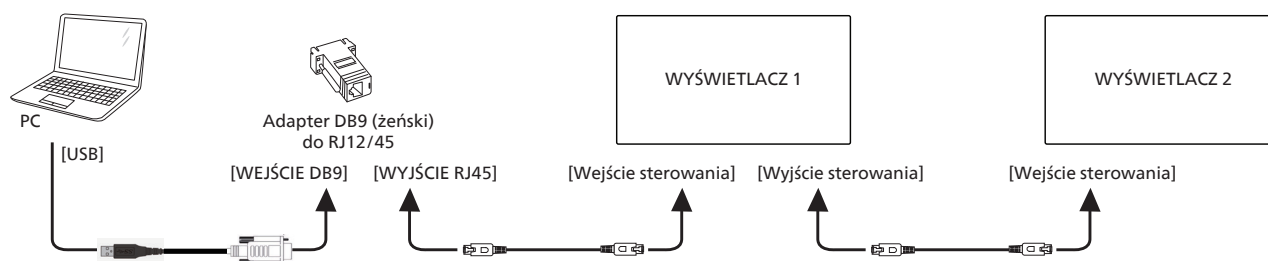 PC
[USB]
Adapter DB9 (żeński)
do RJ12/45
[WEJŚCIE DB9]
[WYJŚCIE RJ45]
WYŚWIETLACZ 1
[Wejście sterowania]
[Wyjście sterowania]
WYŚWIETLACZ 2
[Wejście sterowania]